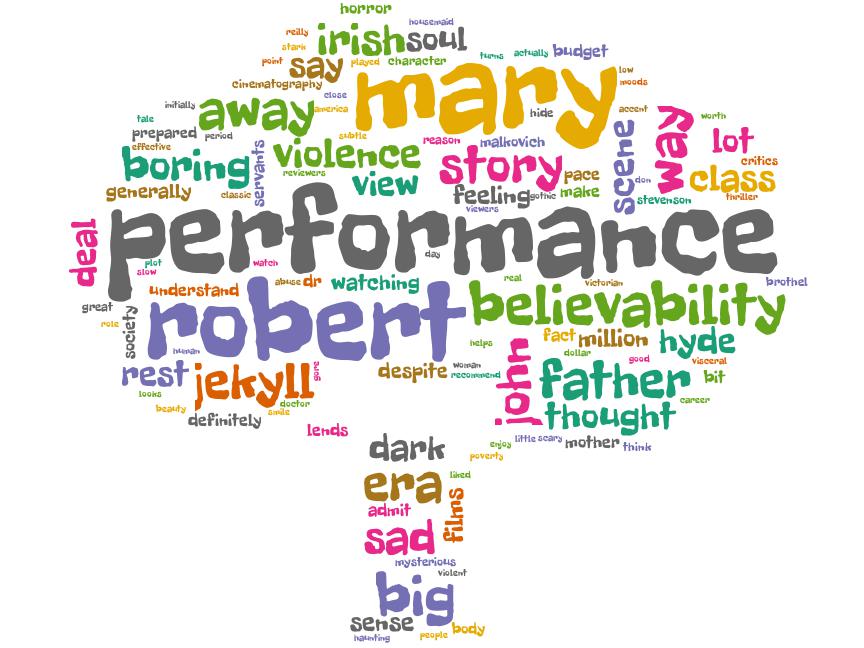 horror
housemaid
reilly
irish
soul
stark
turns
actually
budget
point
say
played
character
many
low
moods
cinematography
close
initially
away
america
hide
accent
way
worth
tale
prepared
period
subtle
reason
malkovich
scene
lot
effective
boring
servants
violence
reviewers
story
critics
generally
classic
view
feeling
gothic
pace
make
don
class
stevenson
thriller
viewers
performance
deal
plot
slow
watch
day
understand
abuse
dr
watching
real
victorian
brothel
great
role
society
robert
believability
human
helps
fact
million
dollar
hyde
rest
jekyll
gore
despite
woman
recommend
john
father
good
visceral
bit
looks
beauty
doctor
smile
definitely
career
thought
lends
dark
enjoy
little
scary
mother
think
poverty
era
liked
admit
films
sad
mysterious
violent
big
sense
haunting
people
body